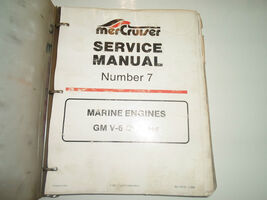 merCruiser
SERVICE
MANUAL
Number 7
MARINE ENGINES
GM V-6